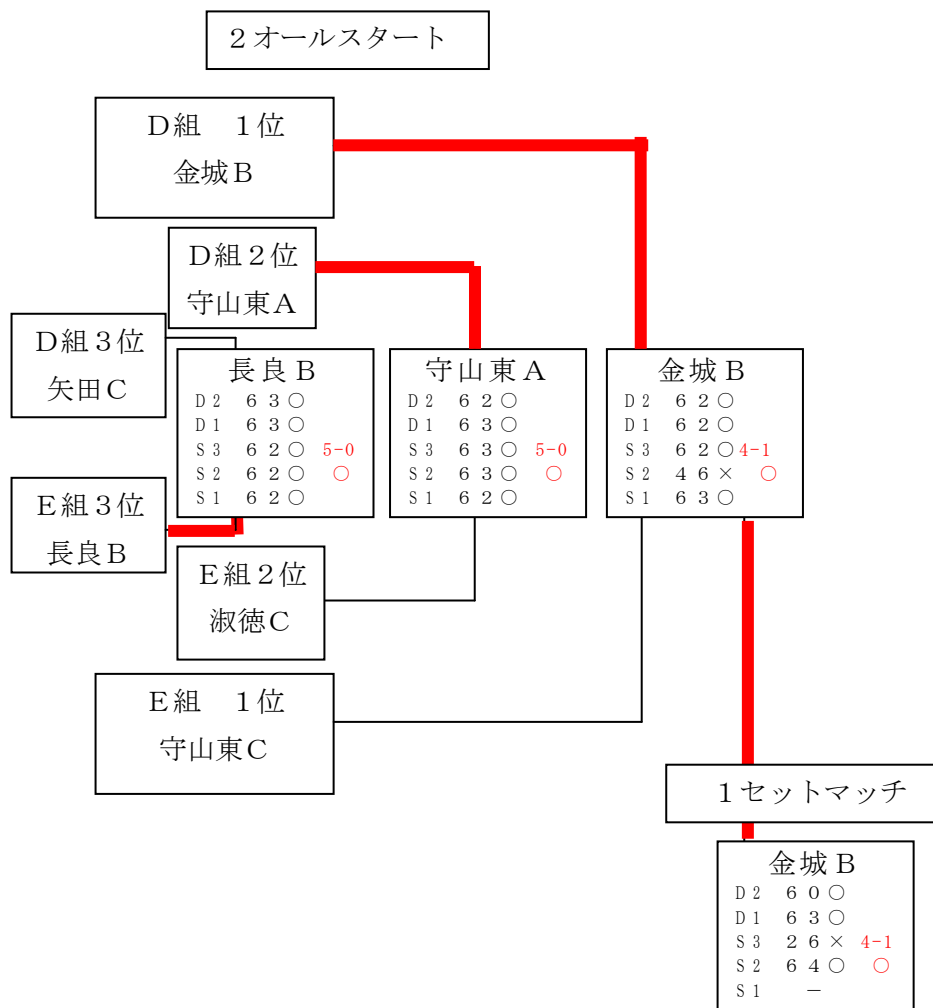 ２オールスタート
Ｄ組　１位
金城Ｂ
Ｄ組２位
守山東Ａ
Ｄ組３位
矢田Ｃ
長良Ｂ
Ｄ２　６３○
Ｄ１　６３○
Ｓ３　６２○　5-0
Ｓ２　６２○　○
Ｓ１　６２○
守山東Ａ
Ｄ２　６２○
Ｄ１　６３○
Ｓ３　６３○　5-0
Ｓ２　６３○　○
Ｓ１　６２○
金城Ｂ
Ｄ２　６２○
Ｄ１　６２○
Ｓ３　６２○ 4-1
Ｓ２　４６×　○
Ｓ１　６３○
Ｅ組３位
長良Ｂ
Ｅ組２位
淑徳Ｃ
Ｅ組　１位
守山東Ｃ
１セットマッチ
金城Ｂ
Ｄ２　６０○
Ｄ１　６３○
Ｓ３　２６×　4-1
Ｓ２　６４○　○
Ｓ１　－